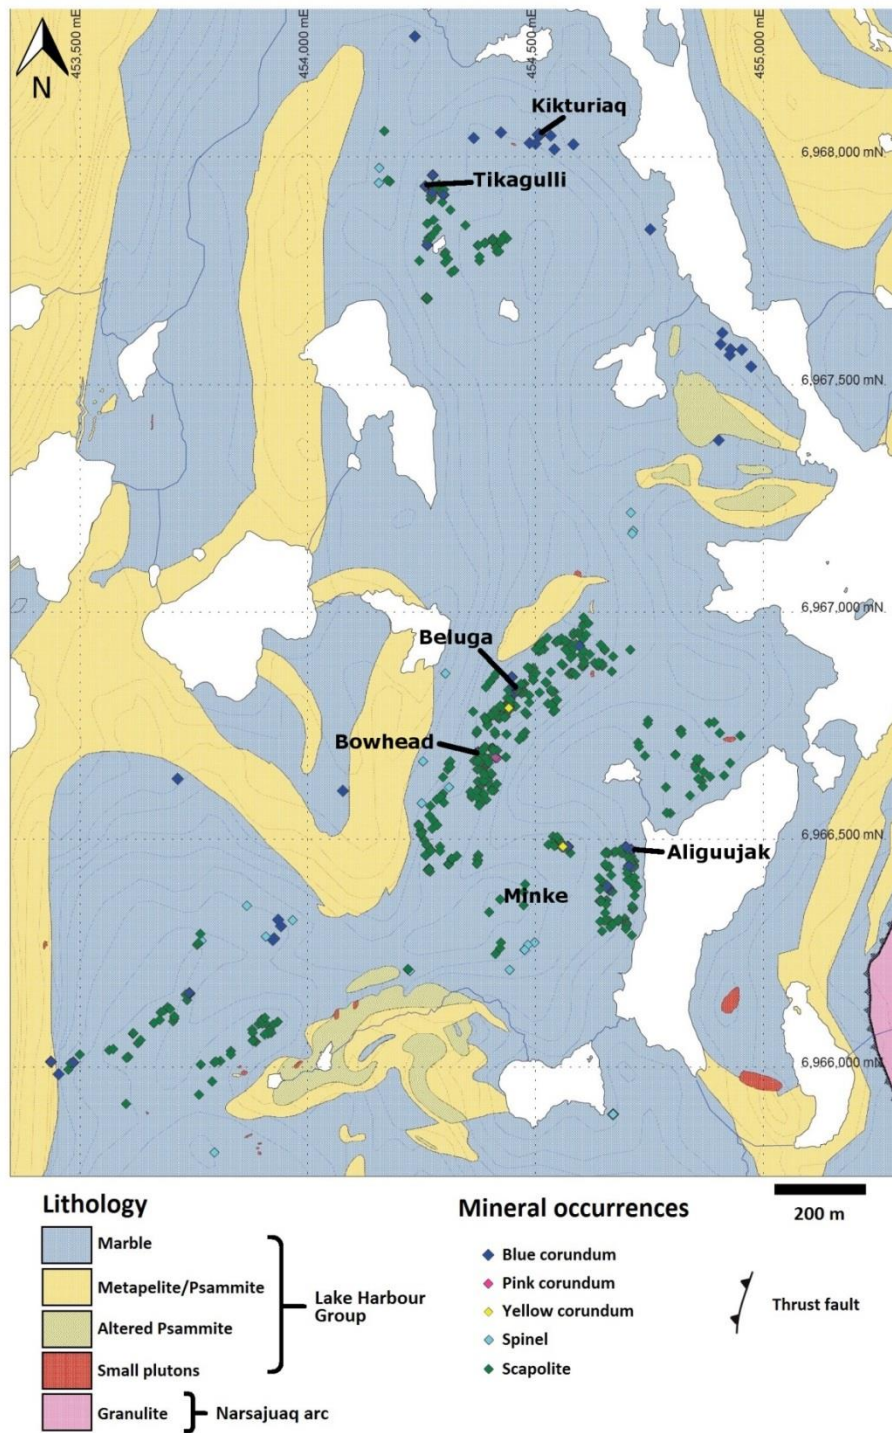 453,500 mE
454,000 mE
454,500 mE
455,000 mE
N
Kikturiaq
6,968,000 mN
Tikagulli
6,967,500 mN
6,967,000 mN
Beluga
Bowhead
6,966,500 mN
Aliguujak
Minke
6,966,000 mN
Lithology
Marble
Metapelite/Psammite
Altered Psammite
Small plutons
Granulite
Lake Harbour
Group
Narsajuaq arc
Mineral occurrences
Blue corundum
Pink corundum
Yellow corundum
Spinel
Scapolite
200 m
Thrust fault